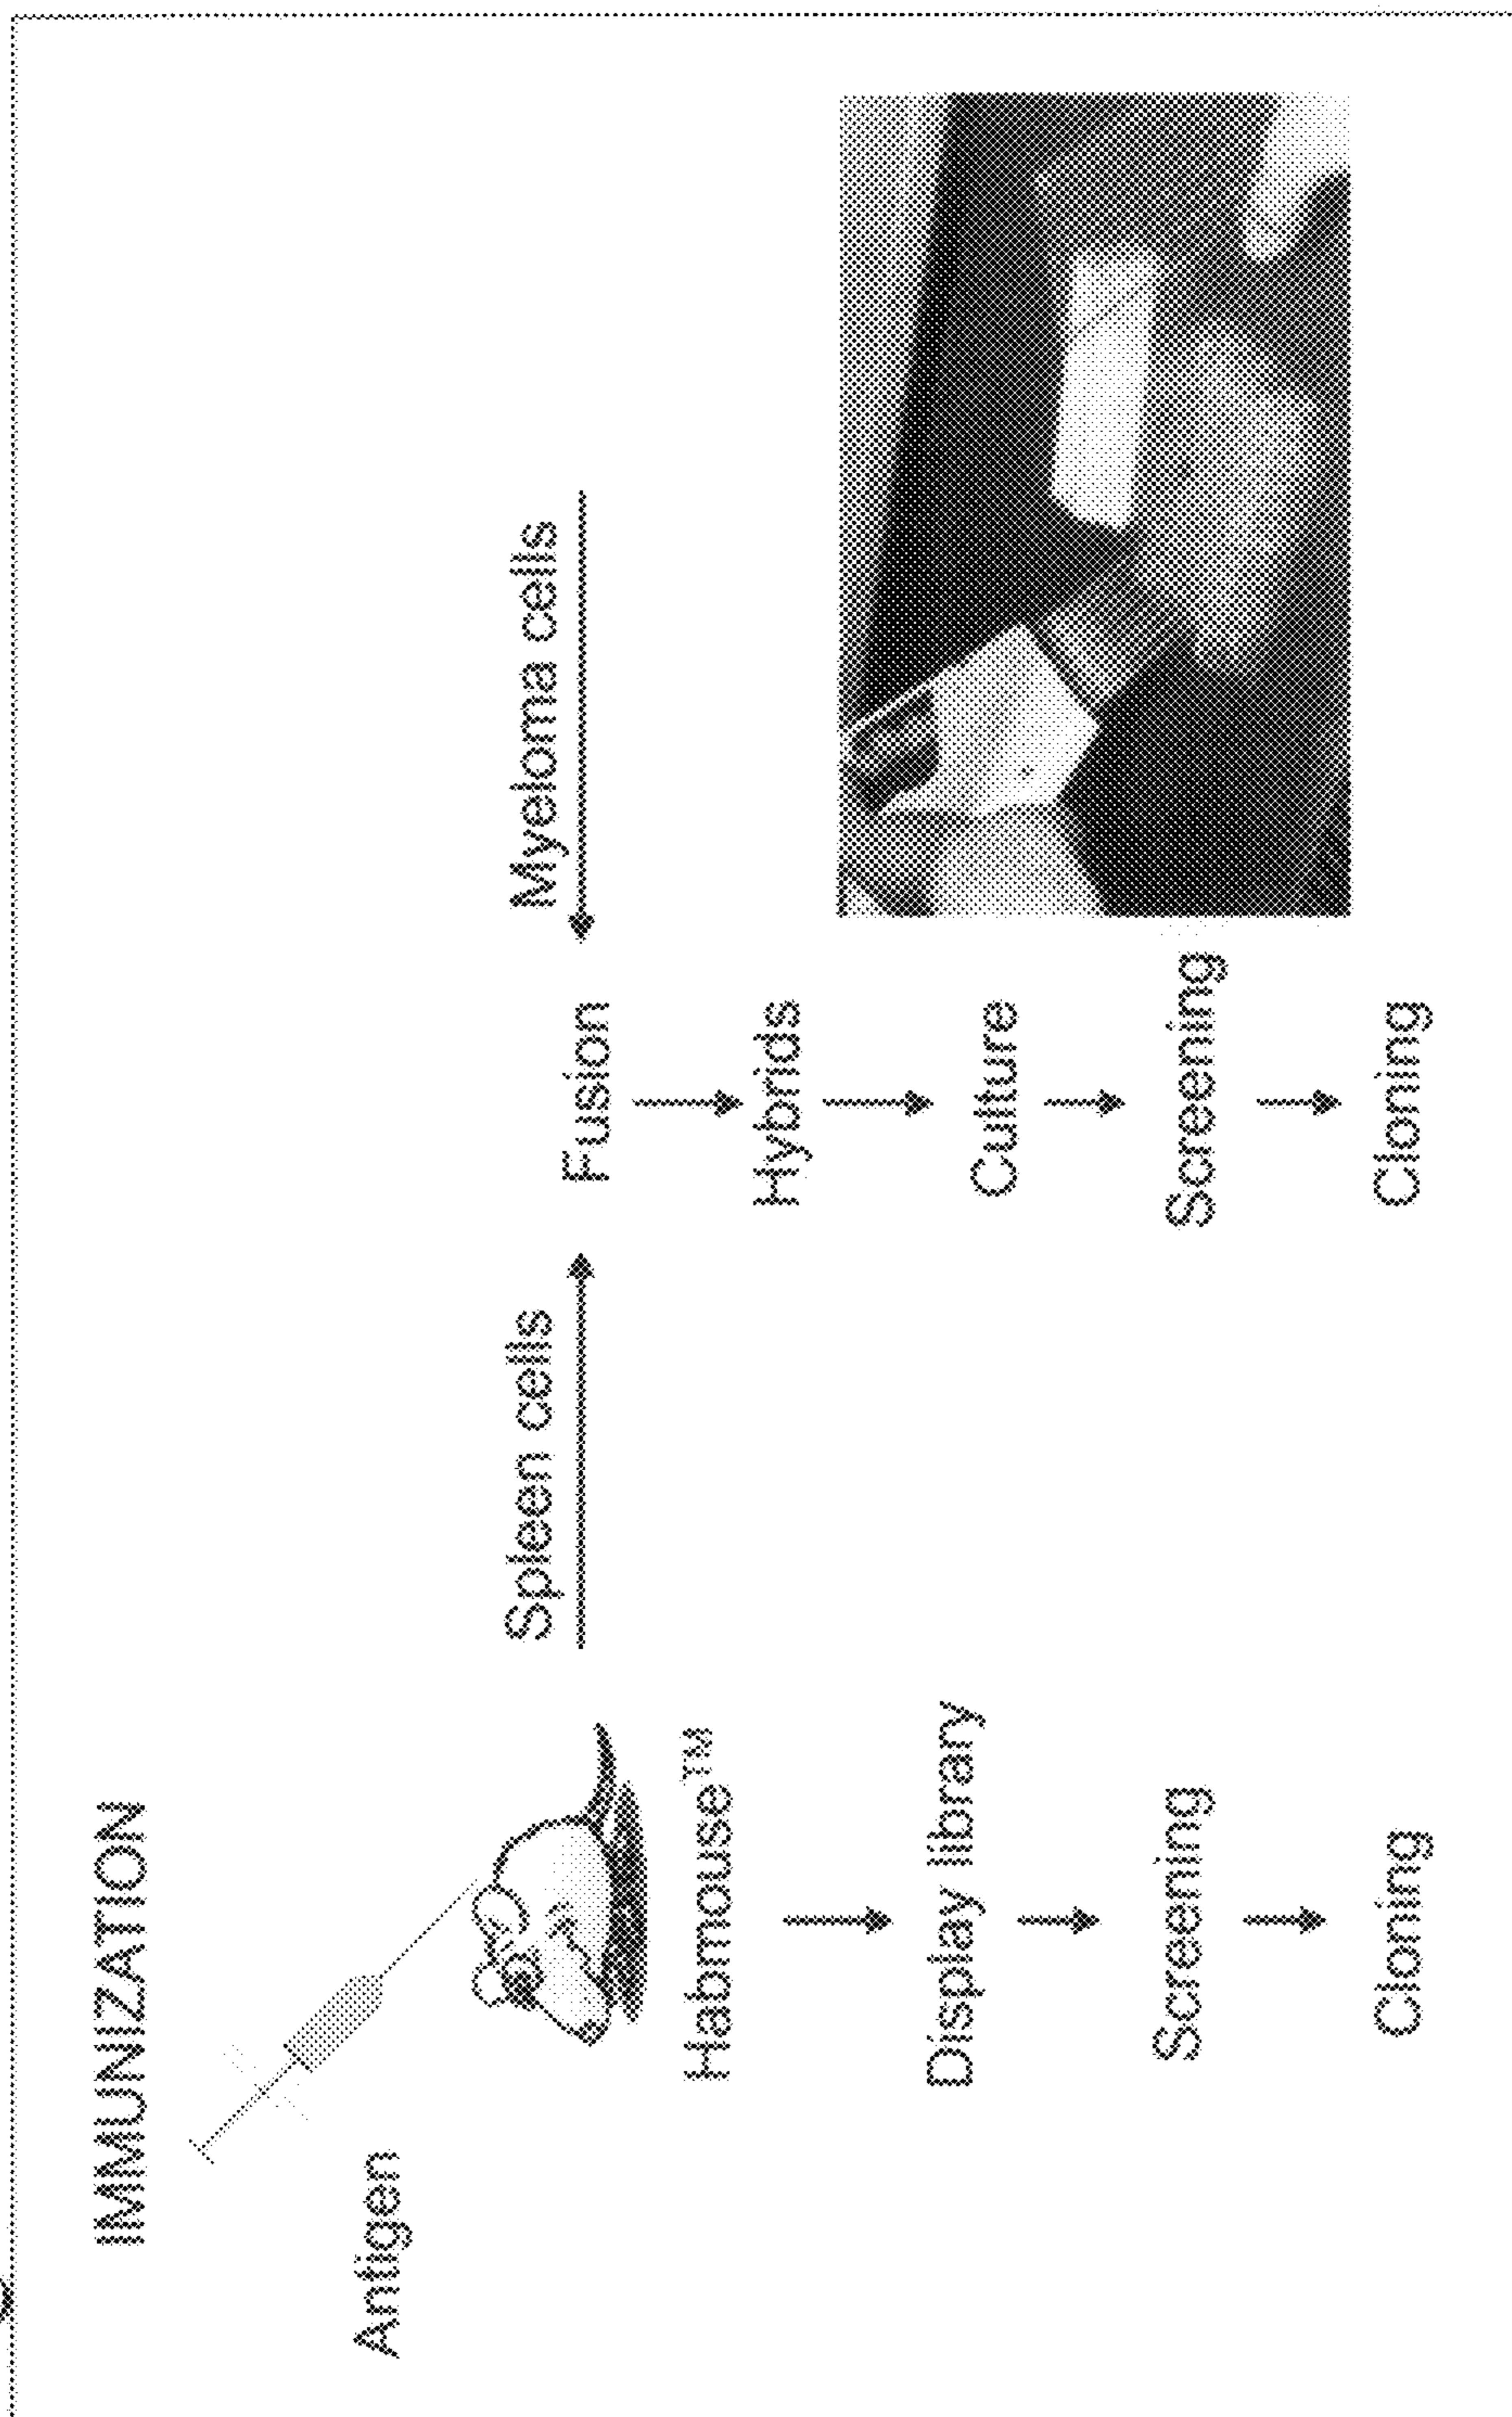 IMMUNIZATION
Antigen
Spleen cells
Myeloma cells
Fusion
Habmouse™
Hybrids
Display library
Culture
Screening
Screening
Cloning
Cloning